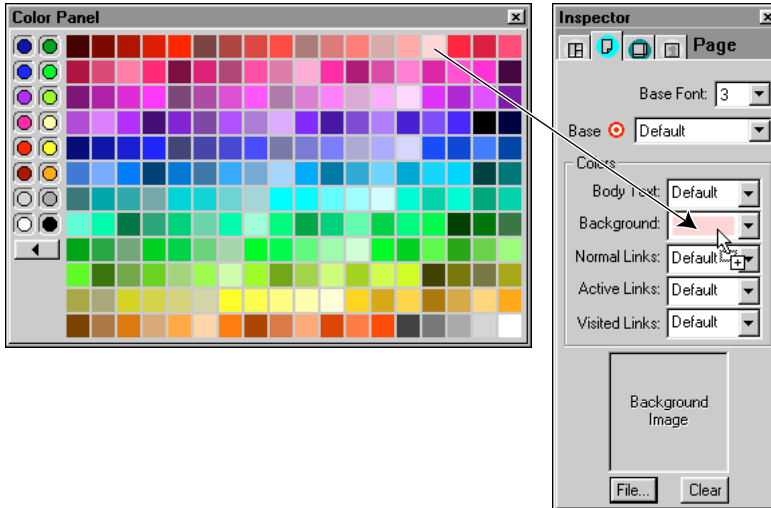 Color Panel
Inspector
Page
Base Font: 3
Base Default
Colors
Body Text: Default
Background:
Normal Links: Default
Active Links: Default
Visited Links: Default
Background
Image
File...
Clear